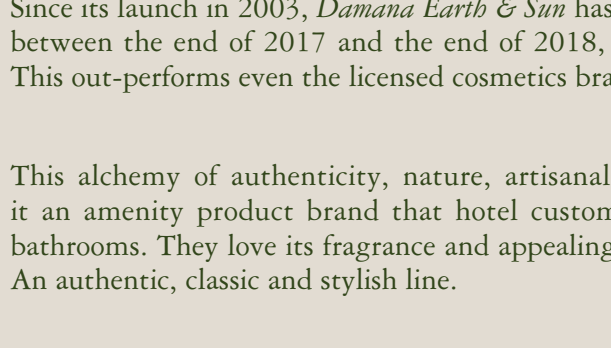 Since its launch in 2003, Damana Earth & Sun has
between the end of 2017 and the end of 2018,
This out-performs even the licensed cosmetics bra
This alchemy of authenticity, nature, artisanal
it an amenity product brand that hotel custom
bathrooms. They love its fragrance and appealing
An authentic, classic and stylish line.